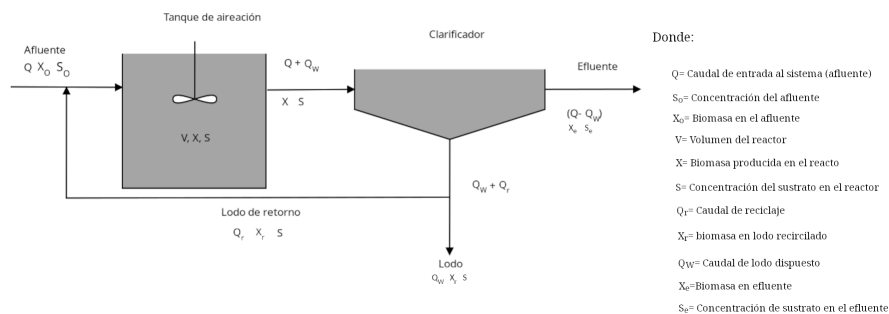 Tanque de aireación
Clarificador
Donde:
Afluente
Q X₀ S₀
Q + Qw
Efluente
Q= Caudal de entrada al sistema (afluente)
S₀= Concentración del afluente
X S
(Q- Qw)
Xe Se
X₀= Biomasa en el afluente
V, X, S
V= Volumen del reactor
X= Biomasa producida en el reacto
Qw + Qr
S= Concentración del sustrato en el reactor
Lodo de retorno
Qr= Caudal de reciclaje
Qr Xr S
Xr= biomasa en lodo recircilado
Lodo
Qw Xr S
Qw= Caudal de lodo dispuesto
Xe=Biomasa en efluente
Se= Concentración de sustrato en el efluente